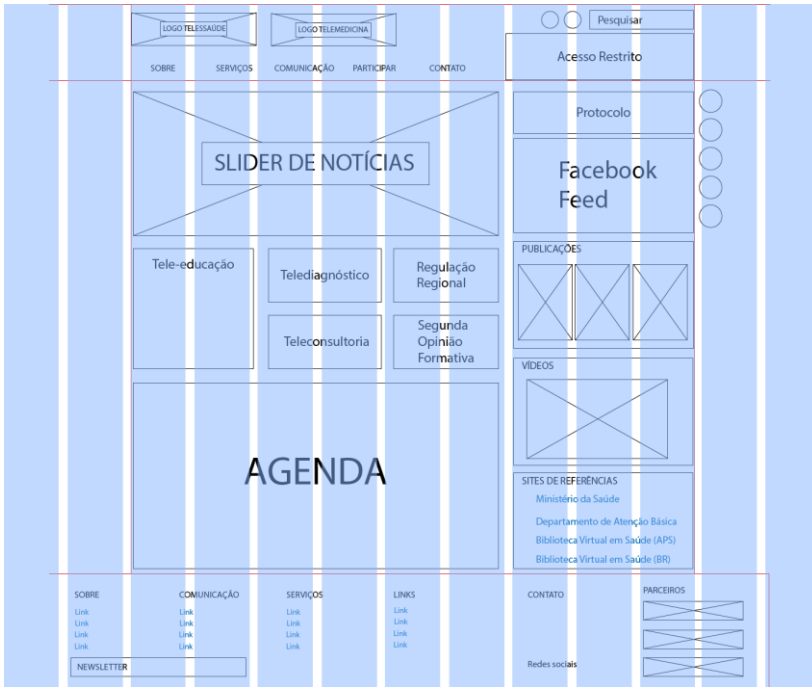 LOGO TELESSAÚDE
LOGO TELEMEDICINA
Pesquisar
Acesso Restrito
SOBRE
SERVIÇOS
COMUNICAÇÃO
PARTICIPAR
CONTATO
SLIDER DE NOTÍCIAS
Protocolo
Facebook
Feed
Tele-educação
Telediagnóstico
Regulação
Regional
Teleconsultoria
Segunda
Opinião
Formativa
PUBLICAÇÕES
VÍDEOS
AGENDA
SITES DE REFERÊNCIAS
Ministério da Saúde
Departamento de Atenção Básica
Biblioteca Virtual em Saúde (APS)
Biblioteca Virtual em Saúde (BR)
SOBRE
Link
Link
Link
Link
COMUNICAÇÃO
Link
Link
Link
Link
SERVIÇOS
Link
Link
Link
Link
LINKS
Link
Link
Link
Link
CONTATO
Redes sociais
PARCEIROS
NEWSLETTER